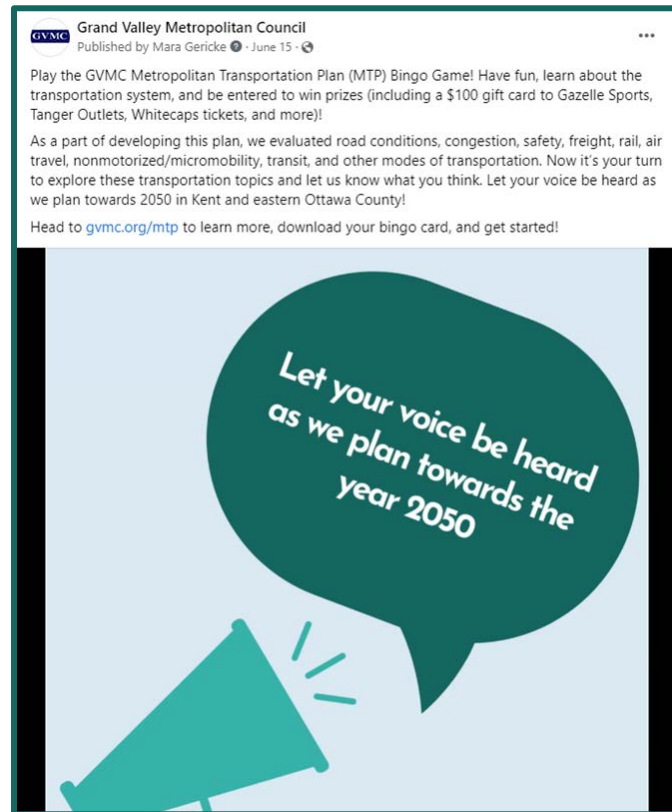 GVMC
Grand Valley Metropolitan Council
Published by Mara Gericke · June 15 ·
Play the GVMC Metropolitan Transportation Plan (MTP) Bingo Game! Have fun, learn about the
transportation system, and be entered to win prizes (including a $100 gift card to Gazelle Sports,
Tanger Outlets, Whitecaps tickets, and more)!
As a part of developing this plan, we evaluated road conditions, congestion, safety, freight, rail, air
travel, nonmotorized/micromobility, transit, and other modes of transportation. Now it's your turn
to explore these transportation topics and let us know what you think. Let your voice be heard as
we plan towards 2050 in Kent and eastern Ottawa County!
Head to gvmc.org/mtp to learn more, download your bingo card, and get started!
Let your voice be heard
as we plan towards the
year 2050